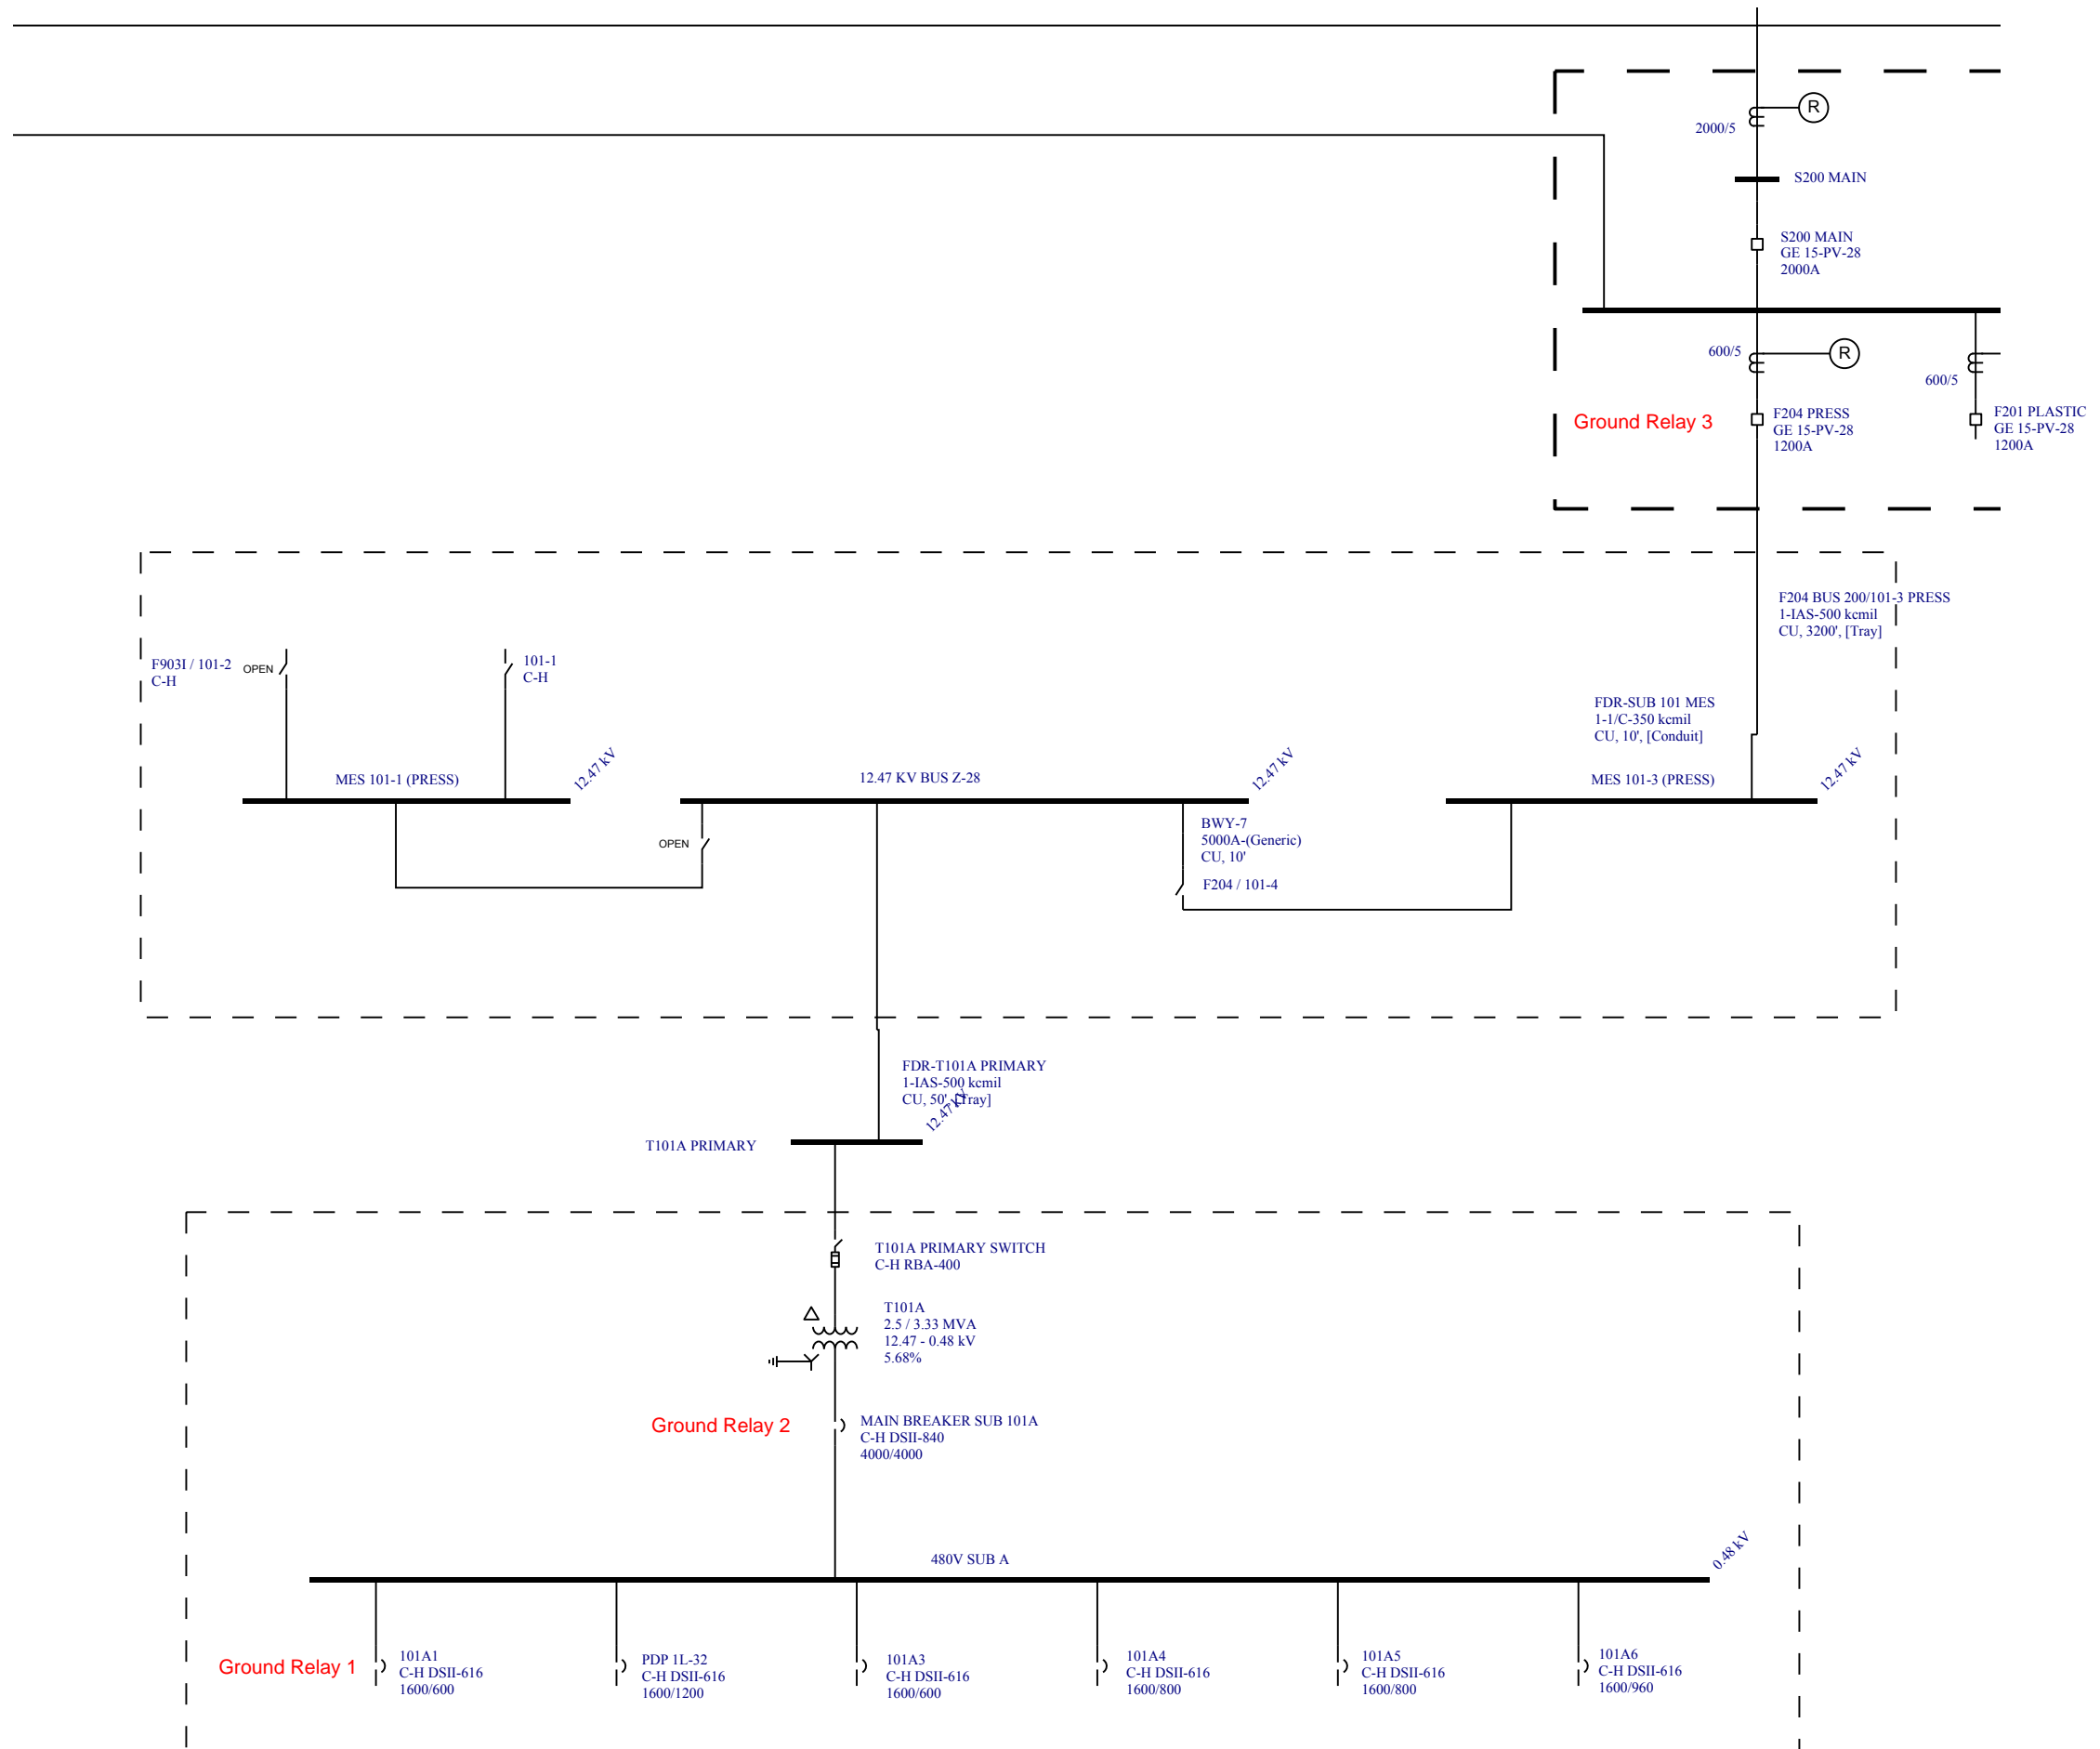 R
2000/5
S200 MAIN
S200 MAIN
GE 15-PV-28
2000A
600/5
R
600/5
Ground Relay 3
F204 PRESS
GE 15-PV-28
1200A
F201 PLASTIC
GE 15-PV-28
1200A
F204 BUS 200/101-3 PRESS
1-IAS-500 kcmil
CU, 3200', [Tray]
F903I / 101-2
C-H
OPEN
101-1
C-H
FDR-SUB 101 MES
1-1/C-350 kcmil
CU, 10', [Conduit]
MES 101-1 (PRESS)
12.47 kV
12.47 KV BUS Z-28
12.47 kV
MES 101-3 (PRESS)
12.47 kV
OPEN
BWY-7
5000A-(Generic)
CU, 10'
F204 / 101-4
FDR-T101A PRIMARY
1-IAS-500 kcmil
CU, 50', [Tray]
12.47 kV
T101A PRIMARY
T101A PRIMARY SWITCH
C-H RBA-400
T101A
2.5 / 3.33 MVA
12.47 - 0.48 kV
5.68%
Ground Relay 2
MAIN BREAKER SUB 101A
C-H DSII-840
4000/4000
480V SUB A
0.48 kV
Ground Relay 1
101A1
C-H DSII-616
1600/600
PDP 1L-32
C-H DSII-616
1600/1200
101A3
C-H DSII-616
1600/600
101A4
C-H DSII-616
1600/800
101A5
C-H DSII-616
1600/800
101A6
C-H DSII-616
1600/960